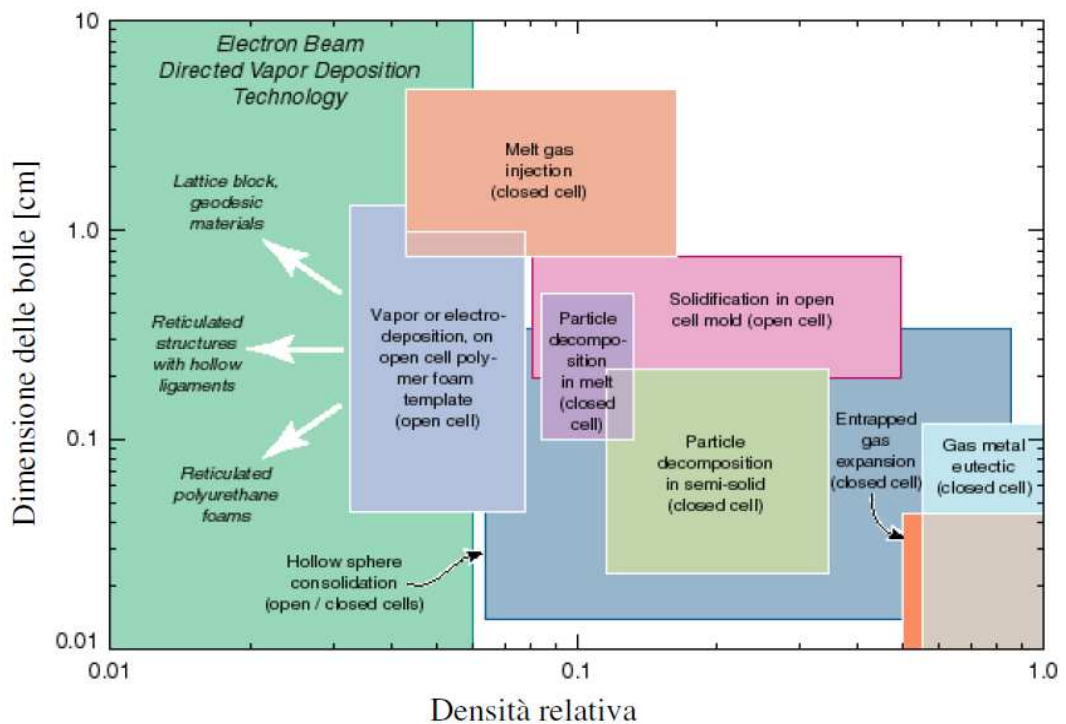 Electron Beam
Directed Vapor Deposition
Technology
Lattice block,
geodesic
materials
Reticulated
structures
with hollow
ligaments
Reticulated
polyurethane
foams
Melt gas
injection
(closed cell)
Vapor or electro-
deposition, on
open cell poly-
mer foam
template
(open cell)
Solidification in open
cell mold (open cell)
Particle
decompo-
sition
in melt
(closed
cell)
Particle
decomposition
in semi-solid
(closed cell)
Entrapped
gas
expansion
(closed cell)
Gas metal
eutectic
(closed cell)
Hollow sphere
consolidation
(open / closed cells)
Dimensione delle bolle [cm]
10
1.0
0.1
0.01
0.01
0.1
1.0
Densità relativa